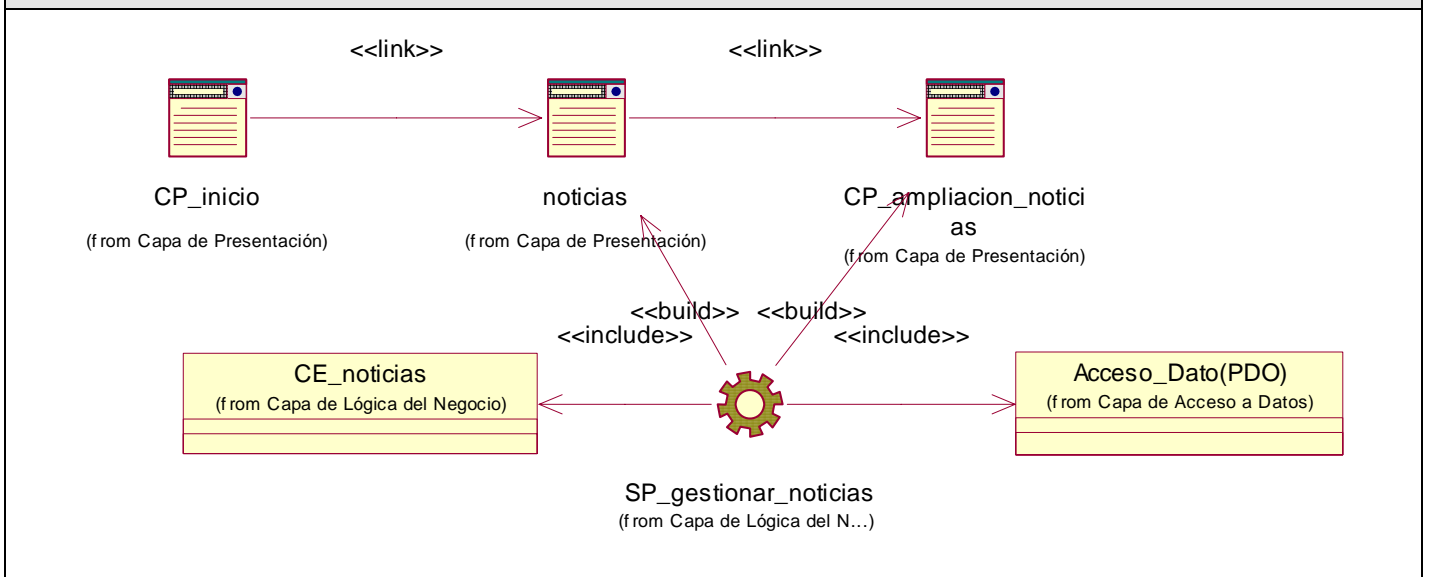 <<link>>
<<link>>
CP_inicio
(from Capa de Presentación)
noticias
(from Capa de Presentación)
CP_ampliacion_notici
as
(from Capa de Presentación)
<<build>>
<<build>>
<<include>>
<<include>>
CE_noticias
(from Capa de Lógica del Negocio)
Acceso_Dato(PDO)
(from Capa de Acceso a Datos)
SP_gestionar_noticias
(from Capa de Lógica del N...)